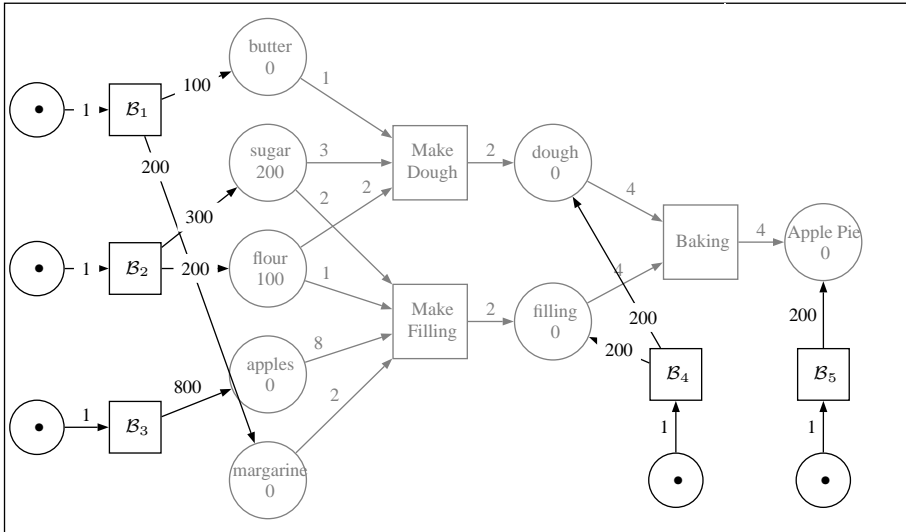 butter
0
1
100
1
B1
Make
Dough
sugar
200
3
2
dough
0
200
2
2
4
300
Apple Pie
0
Baking
4
1
B2
200
flour
100
1
4
Make
Filling
2
filling
0
200
200
200
apples
0
8
B4
B5
800
2
1
B3
1
1
margarine
0